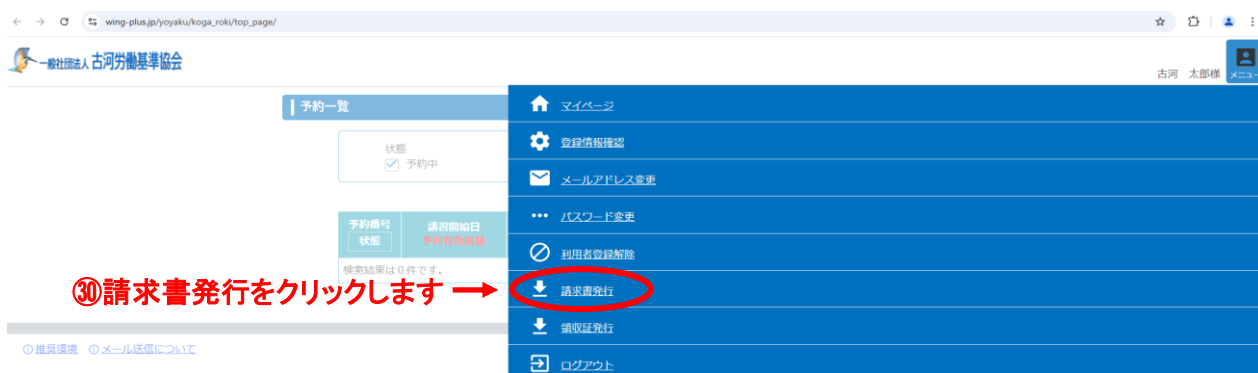 wing-plus.jp/yoyaku/koga_roki/top_page/
一般社団法人 古河労働基準協会
古河 太郎様
メニュー
予約一覧
状態
予約中
予約番号
状態
講習開始日
予約有効期限
検索結果は0件です。
マイページ
登録情報確認
メールアドレス変更
パスワード変更
利用者登録解除
請求書発行
領収証発行
ログアウト
㉚請求書発行をクリックします
推奨環境 メール送信について